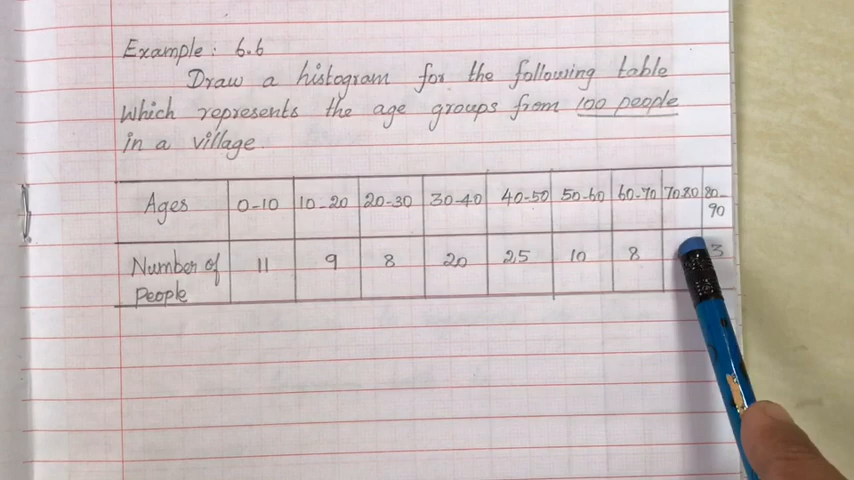 Example: 6.6
Draw a histogram for the following table
Which represents the age groups from 100 people
in a village.
Ages 0-10 10-20 20-30 30-40 40-50 50-60 60-70 70-80 80-90
Number of People 11 9 8 20 25 10 8 3